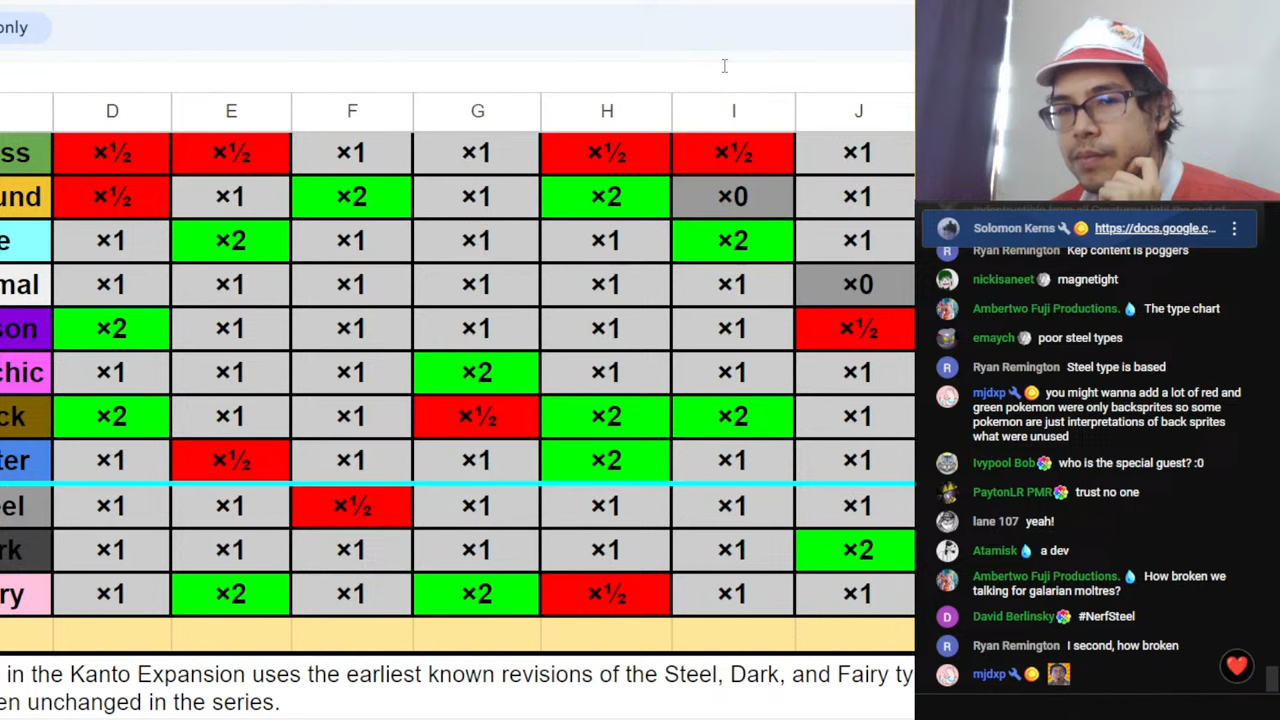 only
D E F G H I J
ss ×½ ×½ ×1 ×1 ×½ ×½ ×1
und ×½ ×1 ×2 ×1 ×2 ×0 ×1
e ×1 ×2 ×1 ×1 ×1 ×2 ×1
mal ×1 ×1 ×1 ×1 ×1 ×1 ×0
son ×2 ×1 ×1 ×1 ×1 ×1 ×½
chic ×1 ×1 ×1 ×2 ×1 ×1 ×1
ck ×2 ×1 ×1 ×½ ×2 ×2 ×1
ter ×1 ×½ ×1 ×1 ×2 ×1 ×1
el ×1 ×1 ×½ ×1 ×1 ×1 ×1
rk ×1 ×1 ×1 ×1 ×1 ×1 ×2
ry ×1 ×2 ×1 ×2 ×½ ×1 ×1
in the Kanto Expansion uses the earliest known revisions of the Steel, Dark, and Fairy ty
en unchanged in the series.
Solomon Kerns https://docs.google.c...
R Ryan Remington Kep content is poggers
nickisaneet magnetight
Ambertwo Fuji Productions. The type chart
emaych poor steel types
R Ryan Remington Steel type is based
mjdxp you might wanna add a lot of red and
green pokemon were only backsprites so some
pokemon are just interpretations of back sprites
what were unused
Ivypool Bob who is the special guest? :0
PaytonLR PMR trust no one
lane 107 yeah!
Atamisk a dev
Ambertwo Fuji Productions. How broken we
talking for galarian moltres?
D David Berlinsky #NerfSteel
R Ryan Remington I second, how broken
mjdxp